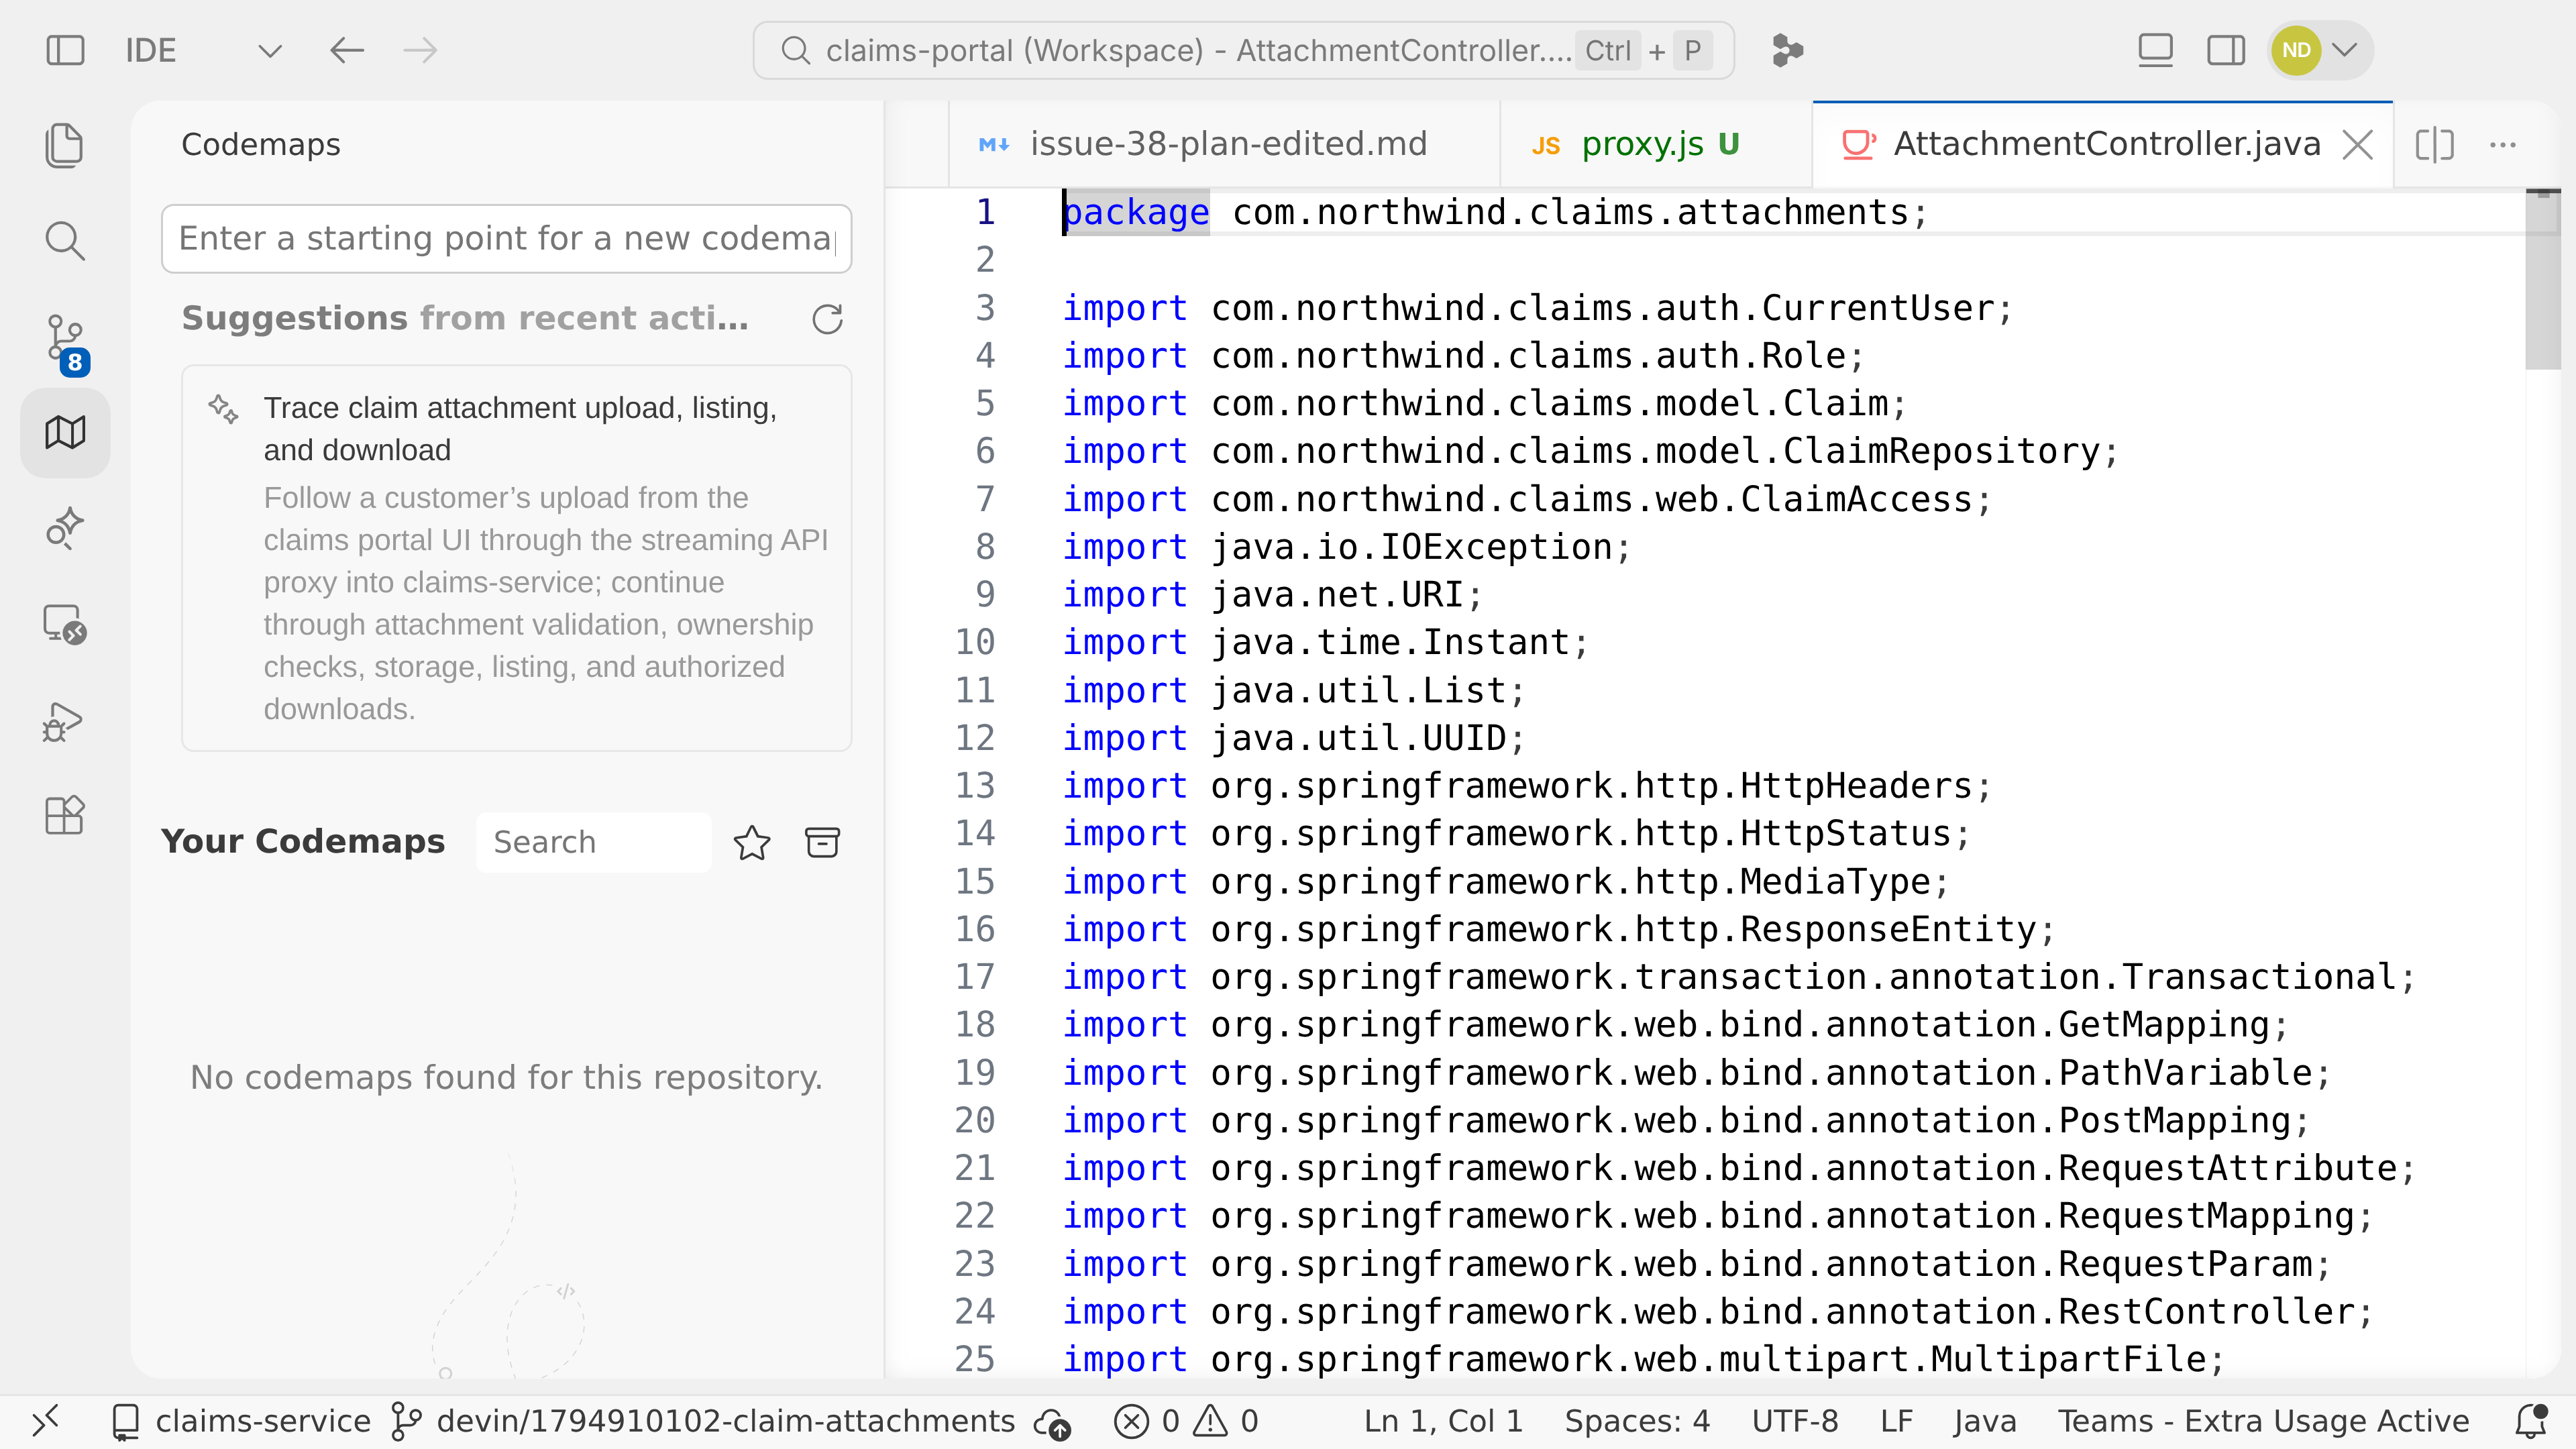 IDE
claims-portal (Workspace) - AttachmentController.... Ctrl + P
ND
Codemaps
Suggestions from recent acti...
Trace claim attachment upload, listing,
and download
Follow a customer’s upload from the
claims portal UI through the streaming API
proxy into claims-service; continue
through attachment validation, ownership
checks, storage, listing, and authorized
downloads.
Your Codemaps
Search
No codemaps found for this repository.
8
Enter a starting point for a new
issue-38-plan-edited.md
JS proxy.js U
AttachmentController.java
1 package com.northwind.claims.attachments;
2
3 import com.northwind.claims.auth.CurrentUser;
4 import com.northwind.claims.auth.Role;
5 import com.northwind.claims.model.Claim;
6 import com.northwind.claims.model.ClaimRepository;
7 import com.northwind.claims.web.ClaimAccess;
8 import java.io.IOException;
9 import java.net.URI;
10 import java.time.Instant;
11 import java.util.List;
12 import java.util.UUID;
13 import org.springframework.http.HttpHeaders;
14 import org.springframework.http.HttpStatus;
15 import org.springframework.http.MediaType;
16 import org.springframework.http.ResponseEntity;
17 import org.springframework.transaction.annotation.Transactional;
18 import org.springframework.web.bind.annotation.GetMapping;
19 import org.springframework.web.bind.annotation.PathVariable;
20 import org.springframework.web.bind.annotation.PostMapping;
21 import org.springframework.web.bind.annotation.RequestAttribute;
22 import org.springframework.web.bind.annotation.RequestMapping;
23 import org.springframework.web.bind.annotation.RequestParam;
24 import org.springframework.web.bind.annotation.RestController;
25 import org.springframework.web.multipart.MultipartFile;
claims-service devin/1794910102-claim-attachments 0 0 Ln 1, Col 1 Spaces: 4 UTF-8 LF Java Teams - Extra Usage Active